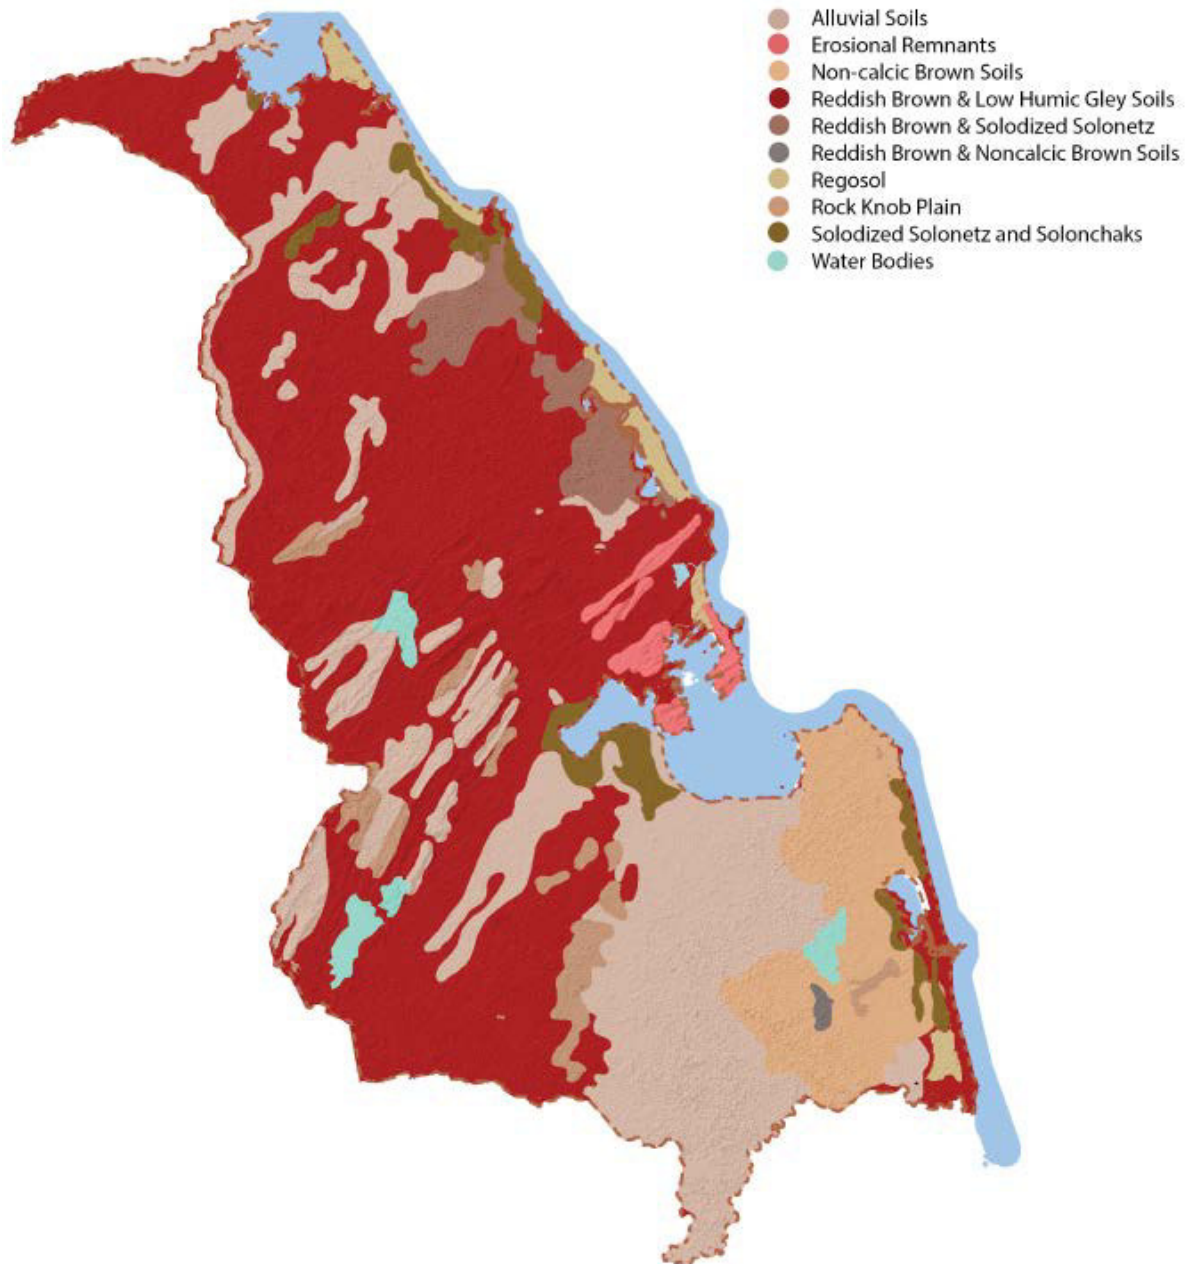 Alluvial Soils
Erosional Remnants
Non-calcic Brown Soils
Reddish Brown & Low Humic Gley Soils
Reddish Brown & Solodized Solonetz
Reddish Brown & Noncalcic Brown Soils
Regosol
Rock Knob Plain
Solodized Solonetz and Solonchaks
Water Bodies